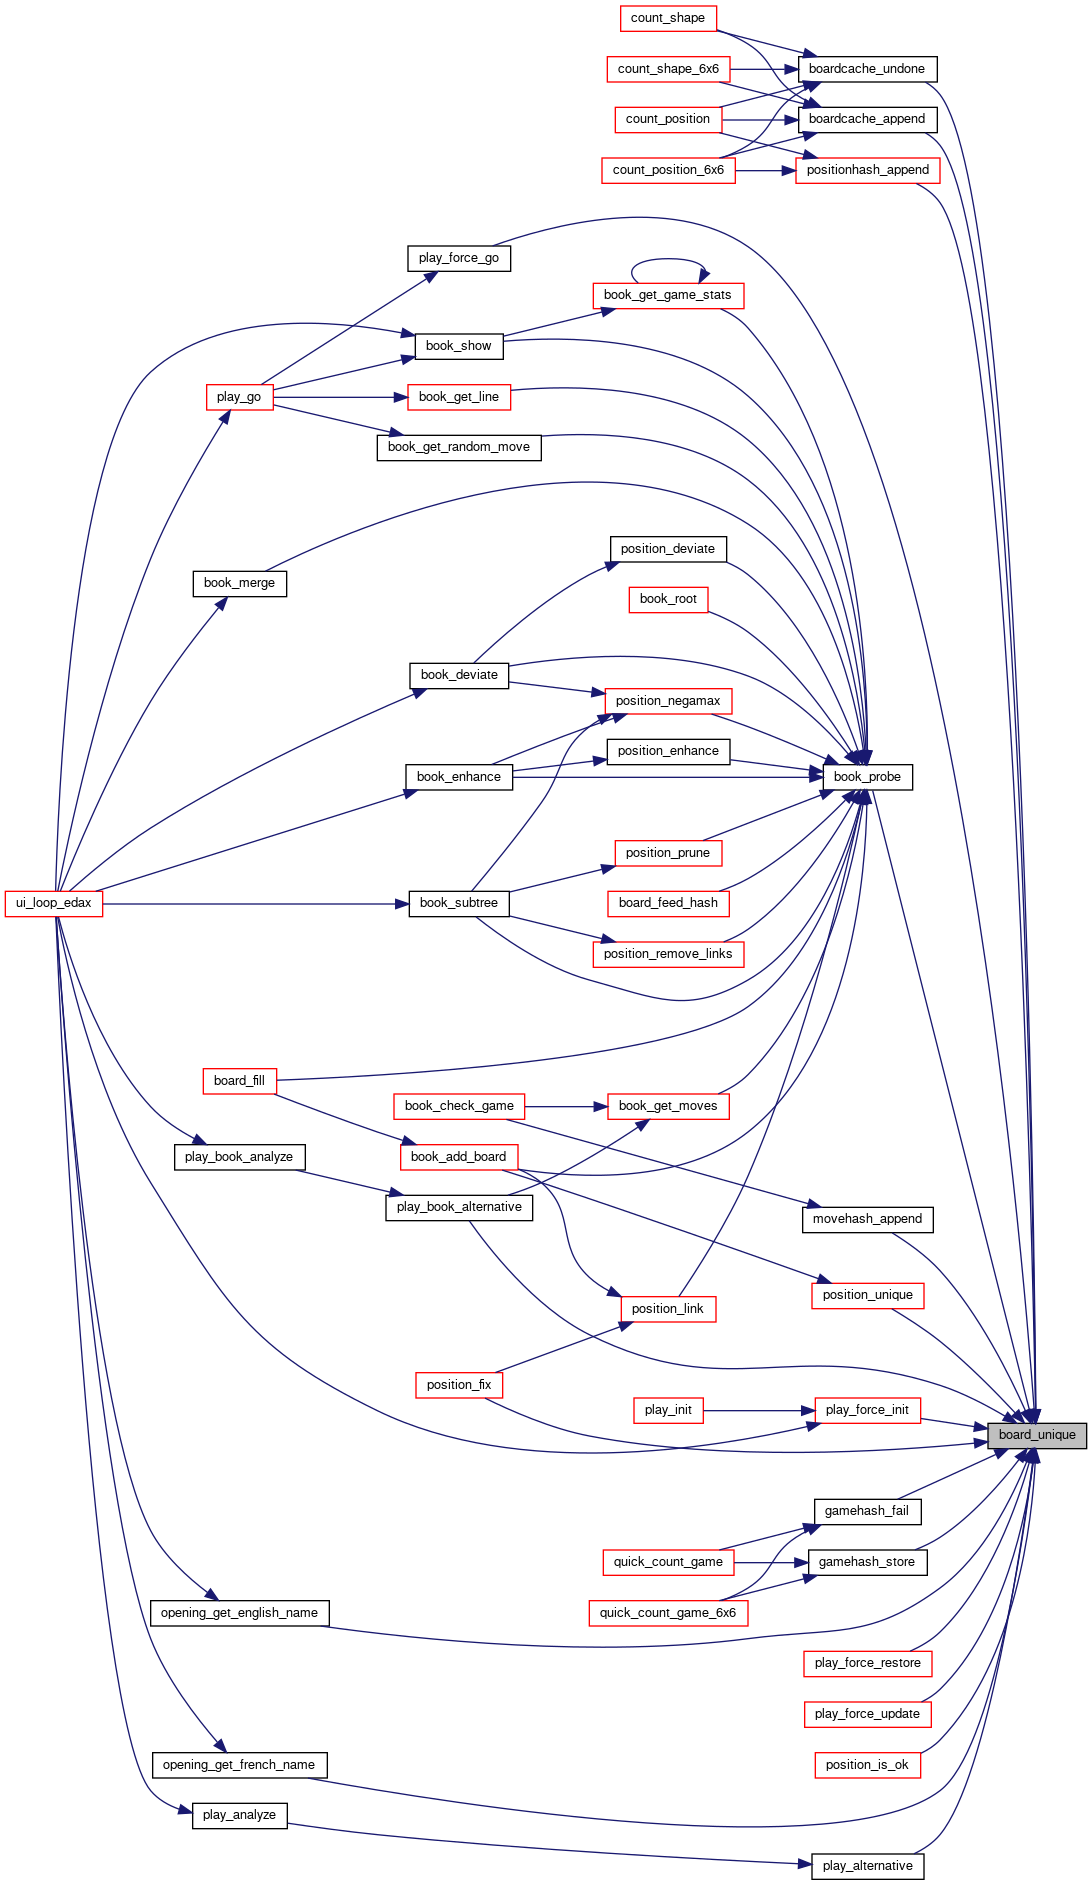 count_shape
count_shape_6x6
boardcache_undone
count_position
boardcache_append
count_position_6x6
positionhash_append
play_force_go
book_get_game_stats
book_show
play_go
book_get_line
book_get_random_move
position_deviate
book_merge
book_root
book_deviate
position_negamax
position_enhance
book_enhance
book_probe
position_prune
ui_loop_edax
book_subtree
board_feed_hash
position_remove_links
board_fill
book_check_game
book_get_moves
play_book_analyze
book_add_board
play_book_alternative
movehash_append
position_unique
position_link
position_fix
play_init
play_force_init
board_unique
gamehash_fail
quick_count_game
gamehash_store
opening_get_english_name
quick_count_game_6x6
play_force_restore
play_force_update
opening_get_french_name
position_is_ok
play_analyze
play_alternative